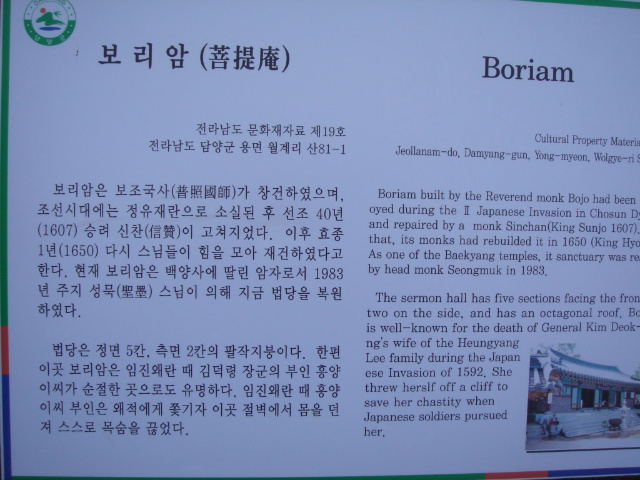 보 리 암 (菩提庵)
전라남도 문화재자료 제19호
전라남도 담양군 용면 월계리 산81-1
보리암은 보조국사(普照國師)가 창건하였으며,
조선시대에는 정유재란으로 소실된 후 선조 40년
(1607) 승려 신찬(信贊)이 고쳐지었다. 이후 효종
1년(1650) 다시 스님들이 힘을 모아 재건하였다고
한다. 현재 보리암은 백양사에 딸린 암자로서 1983
년 주지 성묵(聖墨) 스님이 의해 지금 법당을 복원
하였다.
법당은 정면 5칸, 측면 2칸의 팔작지붕이다. 한편
이곳 보리암은 임진왜란 때 김덕령 장군의 부인 흥양
이씨가 순절한 곳으로도 유명하다. 임진왜란 때 흥양
이씨 부인은 왜적에게 쫓기자 이곳 절벽에서 몸을 던
져 스스로 목숨을 끊었다.
Boriam
Cultural Property Materia
Jeollanam-do, Damyang-gun, Yong-myeon, Wolgye-ri S
Boriam built by the Reverend monk Bojo had been
oyed during the Ⅱ Japanese Invasion in Chosun Dy
and repaired by a monk Sinchan(King Sunjo 1607).
that, its monks had rebuilded it in 1650 (King Hyo
As one of the Baekyang temples, it sanctuary was res
by head monk Seongmuk in 1983.
The sermon hall has five sections facing the fron
two on the side, and has an octagonal roof. Bo
is well-known for the death of General Kim Deok-
ng's wife of the Heungyang
Lee family during the Japan
ese Invasion of 1592. She
threw herslf off a cliff to
save her chastity when
Japanese soldiers pursued
her.